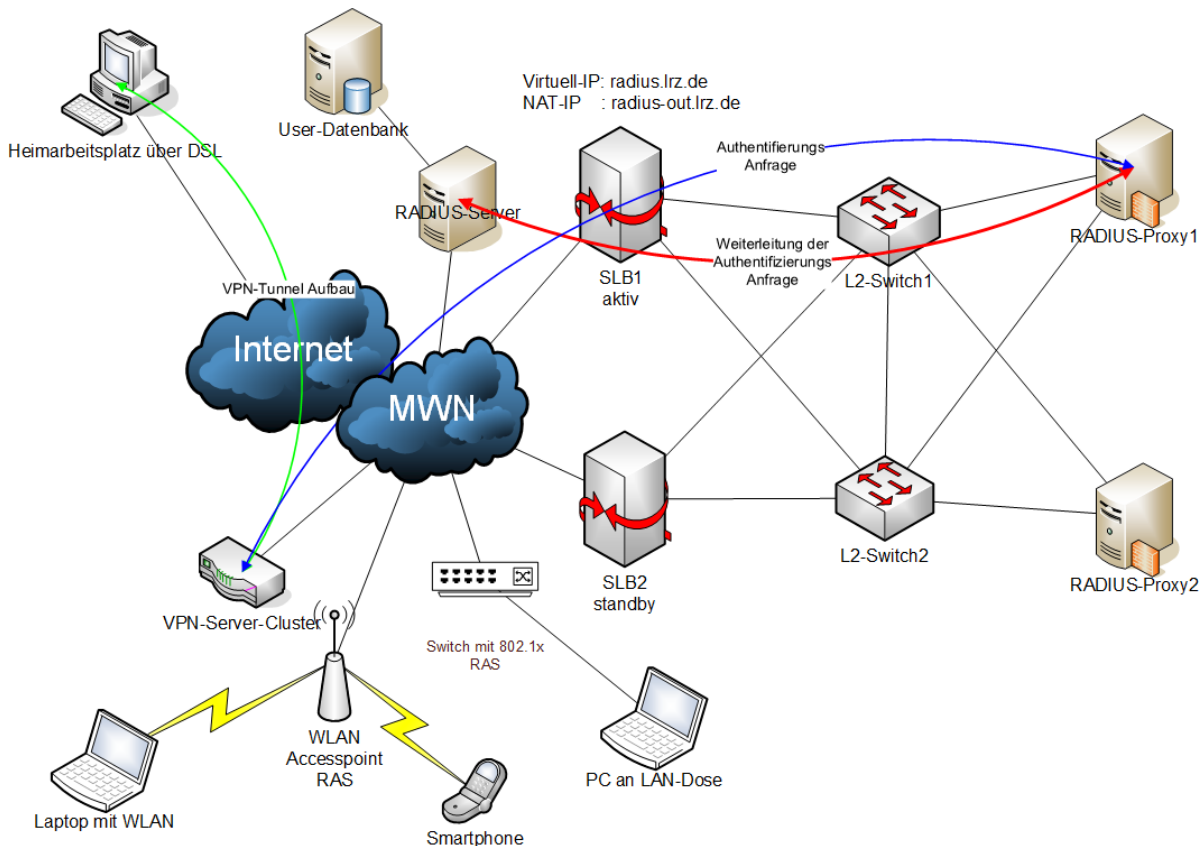 Virtuell-IP: radius.lrz.de
NAT-IP : radius-out.lrz.de
User-Datenbank
Heimarbeitsplatz über DSL
Authentifierungs
Anfrage
RADIUS-Server
RADIUS-Proxy1
Weiterleitung der
Authentifizierungs
Anfrage
SLB1
aktiv
L2-Switch1
VPN-Tunnel Aufbau
Internet
MWN
L2-Switch2
SLB2
standby
RADIUS-Proxy2
VPN-Server-Cluster
Switch mit 802.1x
RAS
WLAN
Accesspoint
RAS
PC an LAN-Dose
Laptop mit WLAN
Smartphone